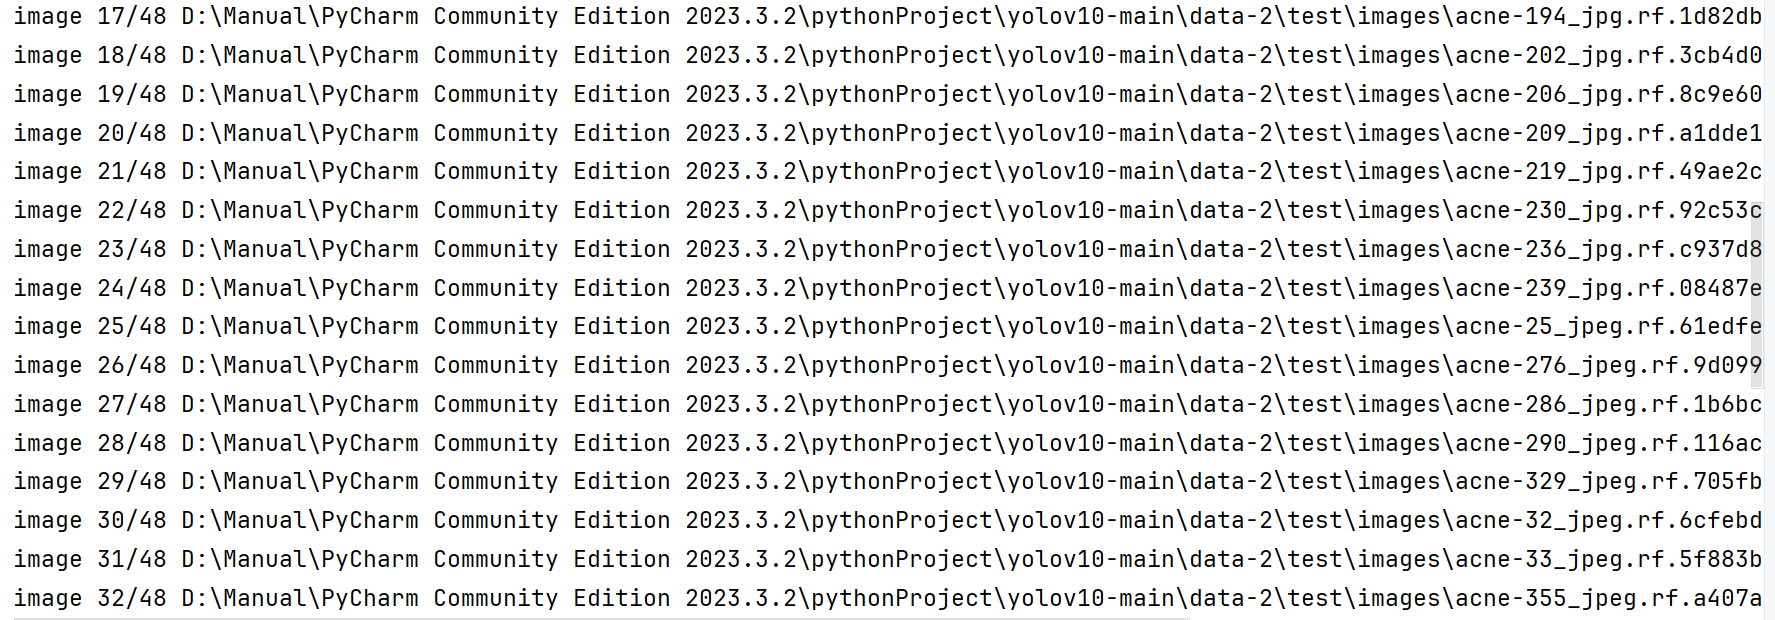 image 17/48 D:\Manual\PyCharm Community Edition 2023.3.2\pythonProject\yolov10-main\data-2\test\images\acne-194_jpg.rf.1d82db
image 18/48 D:\Manual\PyCharm Community Edition 2023.3.2\pythonProject\yolov10-main\data-2\test\images\acne-202_jpg.rf.3cb4d0
image 19/48 D:\Manual\PyCharm Community Edition 2023.3.2\pythonProject\yolov10-main\data-2\test\images\acne-206_jpg.rf.8c9e60
image 20/48 D:\Manual\PyCharm Community Edition 2023.3.2\pythonProject\yolov10-main\data-2\test\images\acne-209_jpg.rf.a1dde1
image 21/48 D:\Manual\PyCharm Community Edition 2023.3.2\pythonProject\yolov10-main\data-2\test\images\acne-219_jpg.rf.49ae2c
image 22/48 D:\Manual\PyCharm Community Edition 2023.3.2\pythonProject\yolov10-main\data-2\test\images\acne-230_jpg.rf.92c53c
image 23/48 D:\Manual\PyCharm Community Edition 2023.3.2\pythonProject\yolov10-main\data-2\test\images\acne-236_jpg.rf.c937d8
image 24/48 D:\Manual\PyCharm Community Edition 2023.3.2\pythonProject\yolov10-main\data-2\test\images\acne-239_jpg.rf.08487e
image 25/48 D:\Manual\PyCharm Community Edition 2023.3.2\pythonProject\yolov10-main\data-2\test\images\acne-25_jpeg.rf.61edfe
image 26/48 D:\Manual\PyCharm Community Edition 2023.3.2\pythonProject\yolov10-main\data-2\test\images\acne-276_jpeg.rf.9d099
image 27/48 D:\Manual\PyCharm Community Edition 2023.3.2\pythonProject\yolov10-main\data-2\test\images\acne-286_jpeg.rf.1b6bc
image 28/48 D:\Manual\PyCharm Community Edition 2023.3.2\pythonProject\yolov10-main\data-2\test\images\acne-290_jpeg.rf.116ac
image 29/48 D:\Manual\PyCharm Community Edition 2023.3.2\pythonProject\yolov10-main\data-2\test\images\acne-329_jpeg.rf.705fb
image 30/48 D:\Manual\PyCharm Community Edition 2023.3.2\pythonProject\yolov10-main\data-2\test\images\acne-32_jpeg.rf.6cfebd
image 31/48 D:\Manual\PyCharm Community Edition 2023.3.2\pythonProject\yolov10-main\data-2\test\images\acne-33_jpeg.rf.5f883b
image 32/48 D:\Manual\PyCharm Community Edition 2023.3.2\pythonProject\yolov10-main\data-2\test\images\acne-355_jpeg.rf.a407a